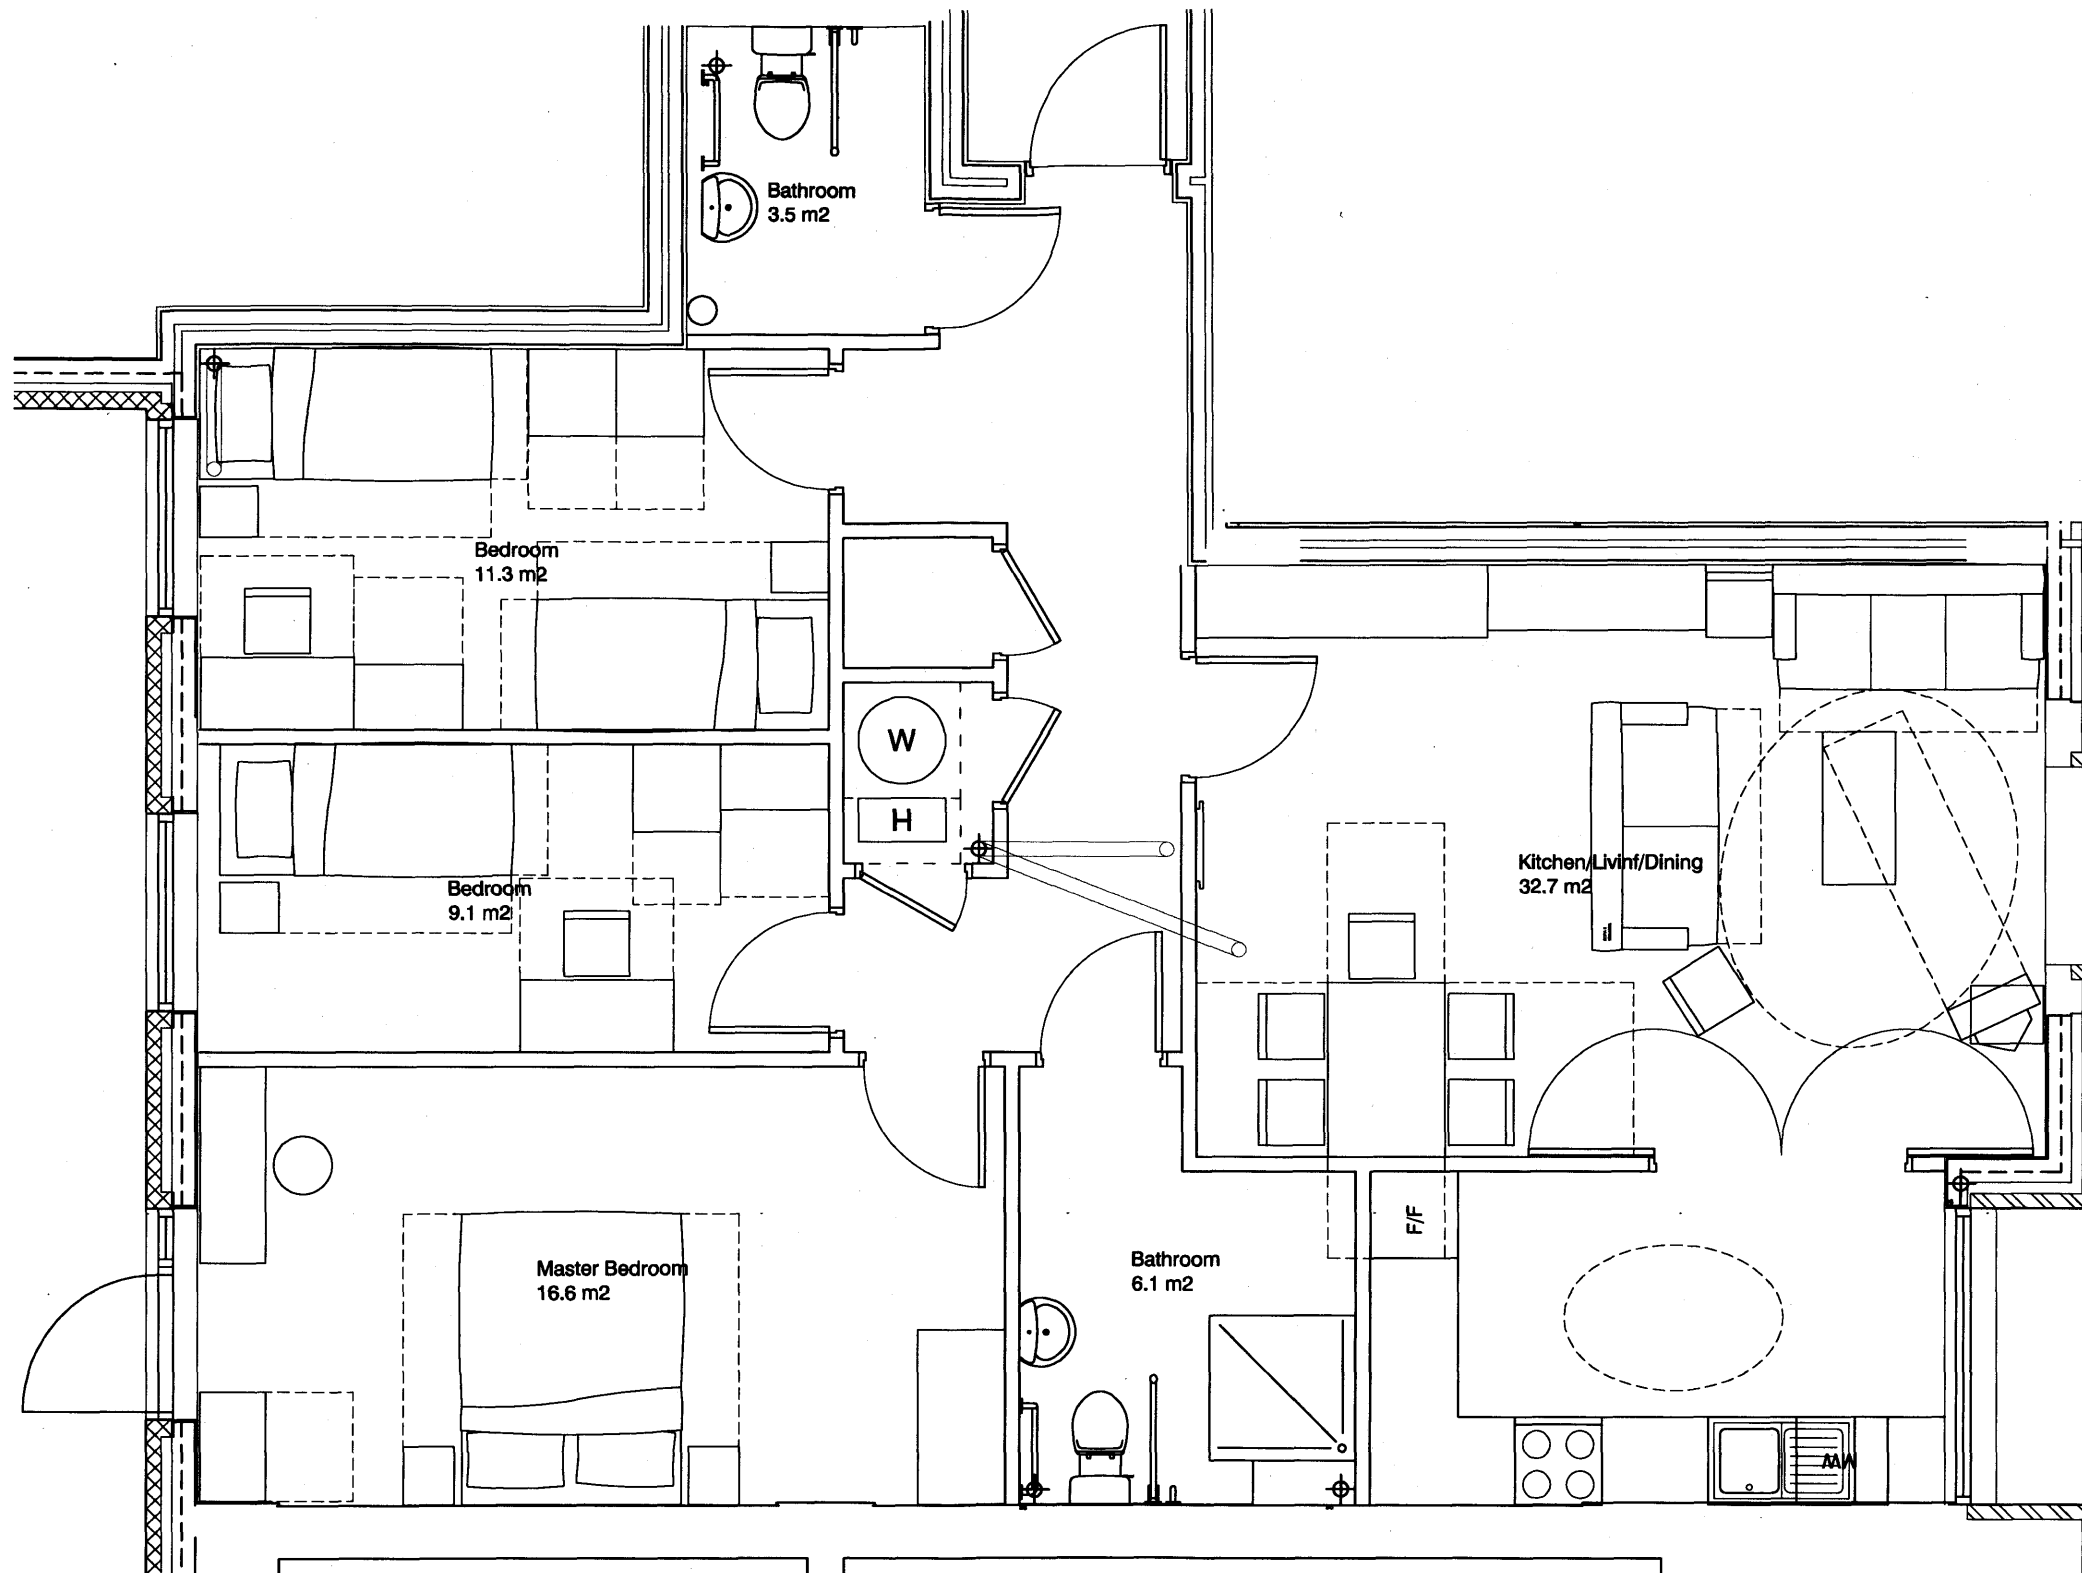 Bathroom
3.5 m2
Bedroom
11.3 m2
W
H
Kitchen/Livinf/Dining
32.7 m2
Bedroom
9.1 m2
F/F
Bathroom
6.1 m2
Master Bedroom
16.6 m2
WM